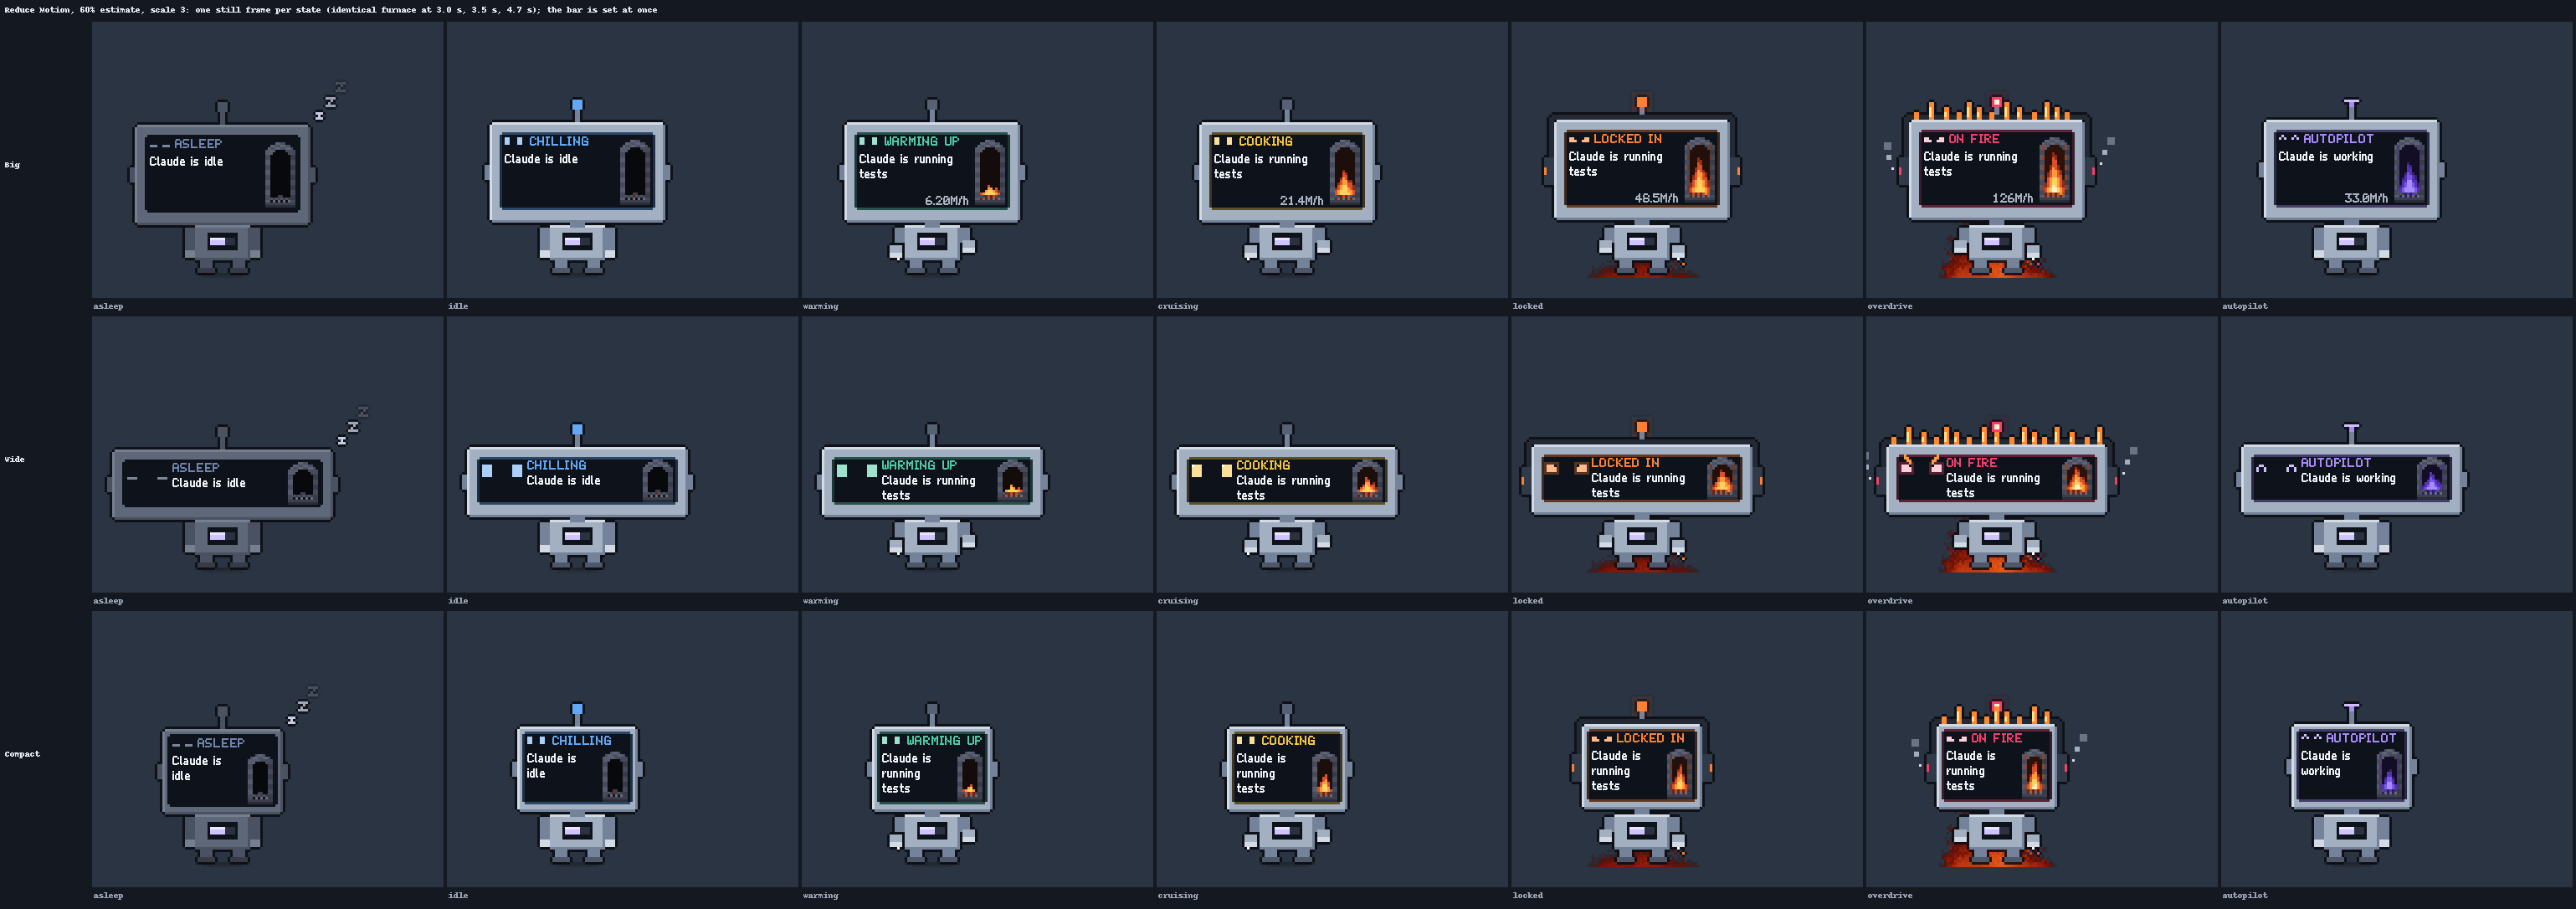 Reduce Motion, 60% estimate, scale 3: one still frame per state (identical furnace at 3.0 s, 3.5 s, 4.7 s); the bar is set at once
Big
z
z
z
ASLEEP
Claude is idle
CHILLING
Claude is idle
WARMING UP
Claude is running
tests
6.20M/h
COOKING
Claude is running
tests
21.4M/h
LOCKED IN
Claude is running
tests
48.5M/h
ON FIRE
Claude is running
tests
126M/h
AUTOPILOT
Claude is working
33.0M/h
asleep
idle
warming
cruising
locked
overdrive
autopilot
Wide
z
z
z
ASLEEP
Claude is idle
CHILLING
Claude is idle
WARMING UP
Claude is running
tests
COOKING
Claude is running
tests
LOCKED IN
Claude is running
tests
ON FIRE
Claude is running
tests
AUTOPILOT
Claude is working
asleep
idle
warming
cruising
locked
overdrive
autopilot
Compact
z
z
z
ASLEEP
Claude is
idle
CHILLING
Claude is
idle
WARMING UP
Claude is
running
tests
COOKING
Claude is
running
tests
LOCKED IN
Claude is
running
tests
ON FIRE
Claude is
running
tests
AUTOPILOT
Claude is
working
asleep
idle
warming
cruising
locked
overdrive
autopilot